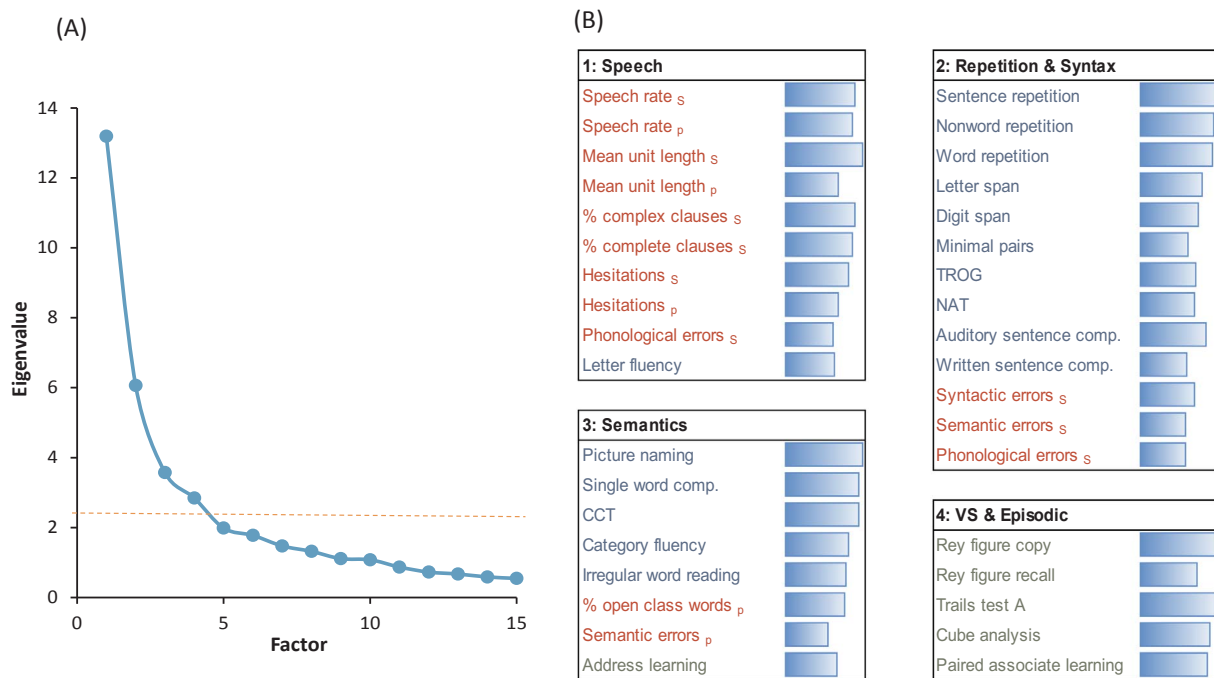 (A)
14
12
10
8
6
4
2
0
0 5 10 15
Eigenvalue
Factor
(B)
1: Speech
Speech rate S
Speech rate p
Mean unit length S
Mean unit length p
% complex clauses S
% complete clauses S
Hesitations S
Hesitations p
Phonological errors S
Letter fluency
2: Repetition & Syntax
Sentence repetition
Nonword repetition
Word repetition
Letter span
Digit span
Minimal pairs
TROG
NAT
Auditory sentence comp.
Written sentence comp.
Syntactic errors S
Semantic errors S
Phonological errors S
3: Semantics
Picture naming
Single word comp.
CCT
Category fluency
Irregular word reading
% open class words p
Semantic errors p
Address learning
4: VS & Episodic
Rey figure copy
Rey figure recall
Trails test A
Cube analysis
Paired associate learning